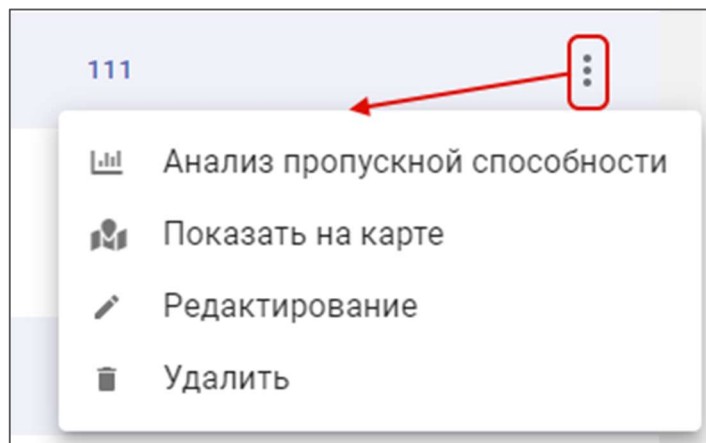 111
Анализ пропускной способности
Показать на карте
Редактирование
Удалить